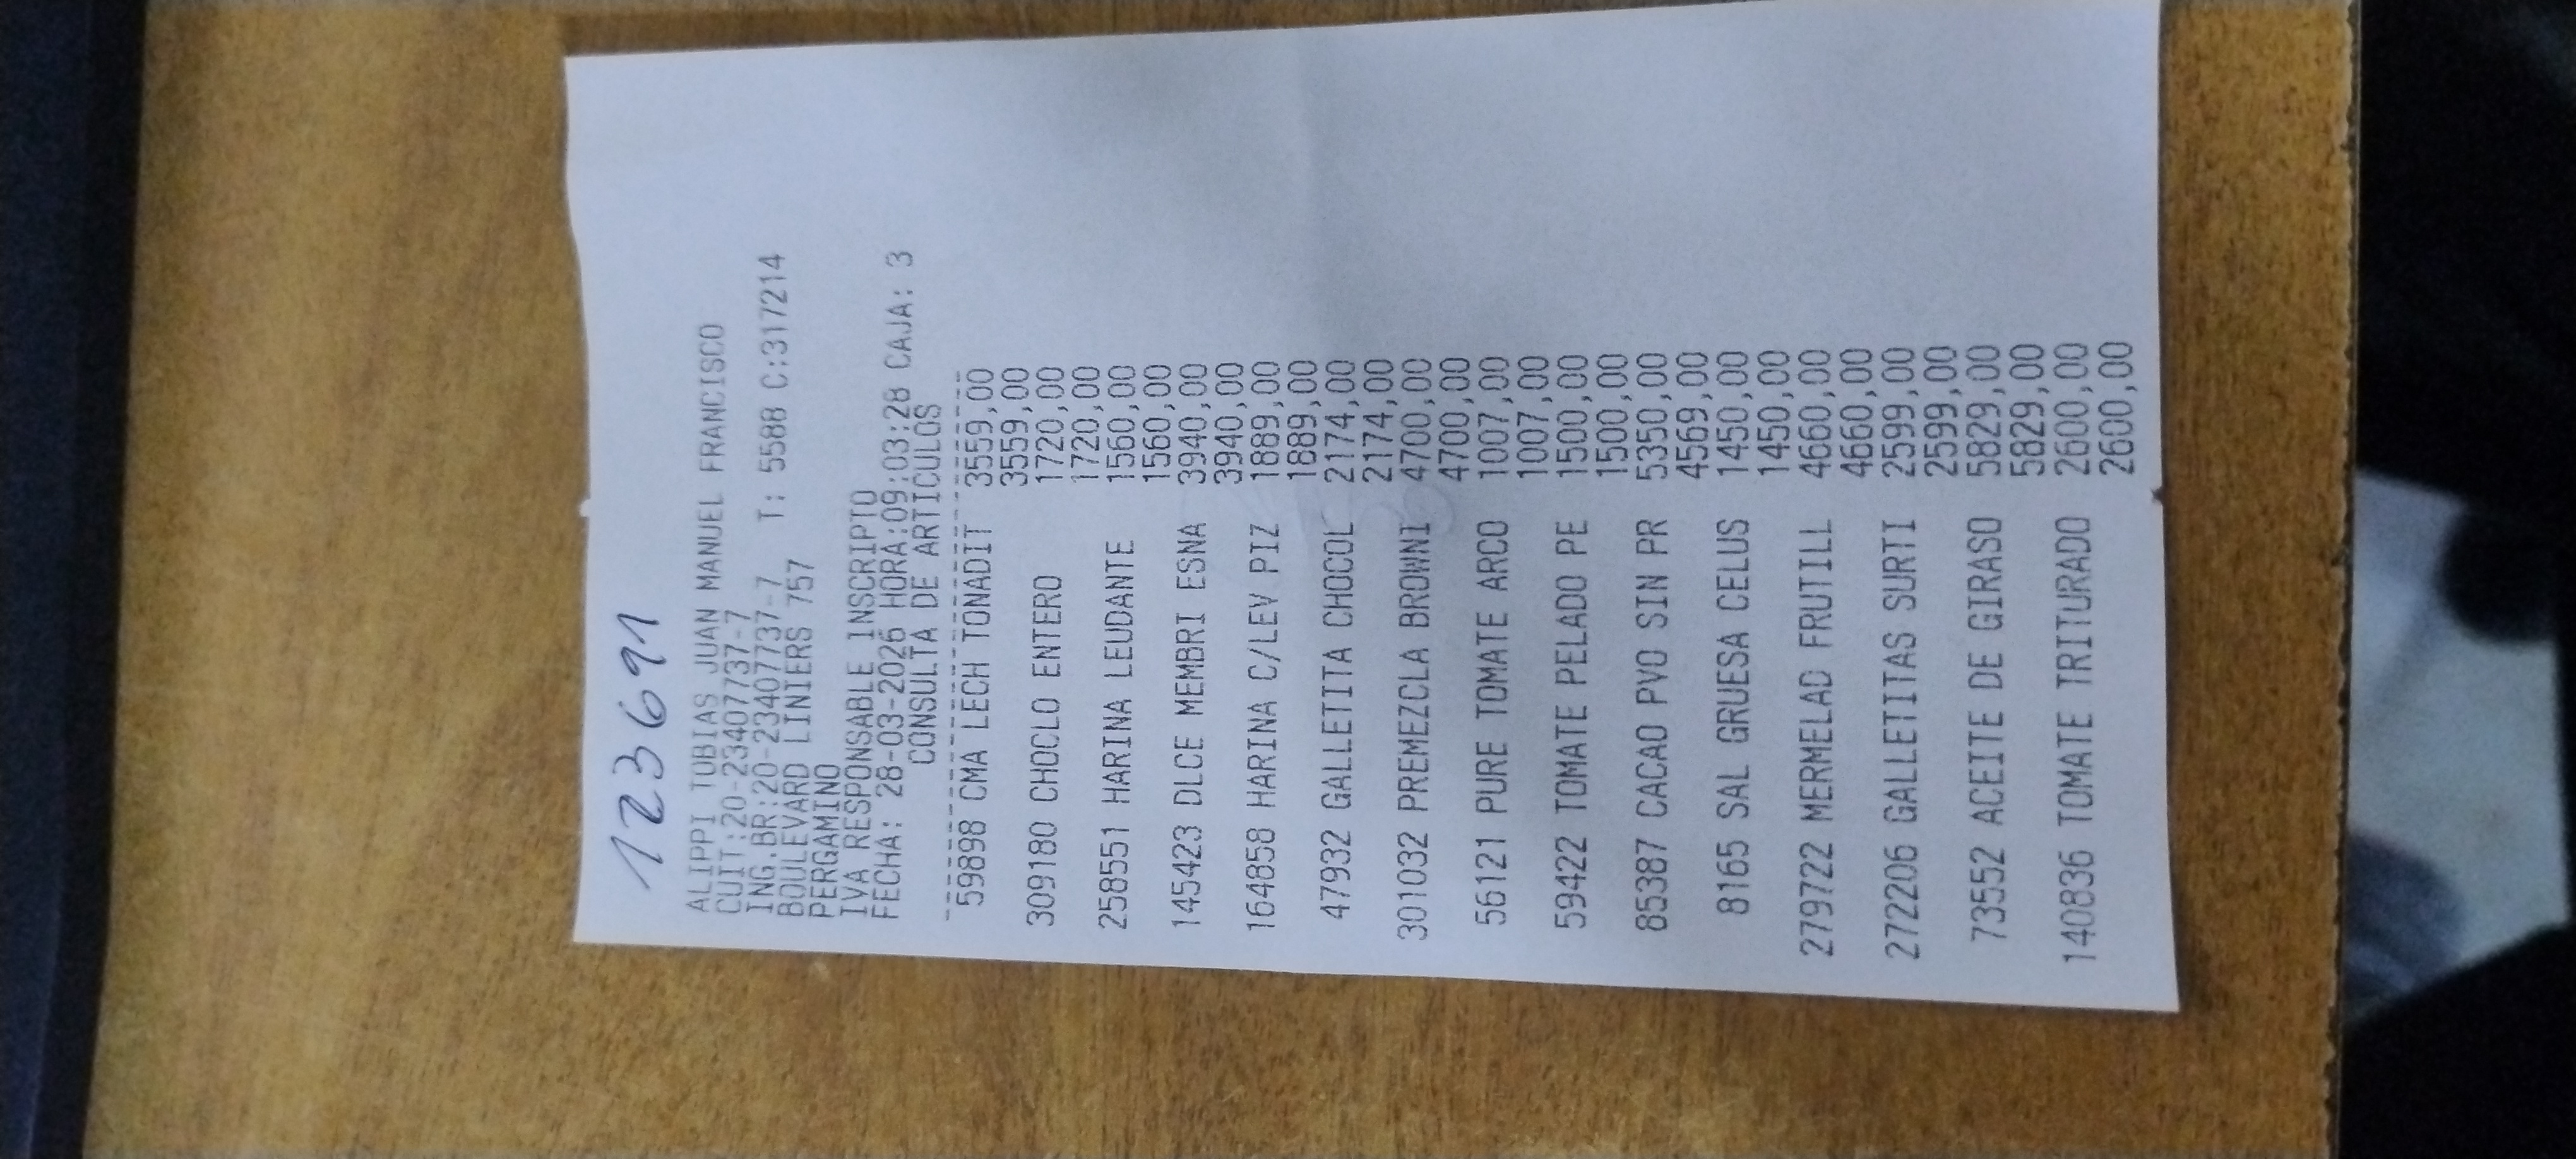 123691
ALIPPI TOBIAS JUAN MANUEL FRANCISCO
CUIT:20-23407737-7
ING.BR:20-23407737-7 T: 5588 C:317214
BOULEVARD LINIERS 757
PERGAMINO
IVA RESPONSABLE INSCRIPTO
FECHA: 28-03-2026 HORA:09:03:28 CAJA: 3
CONSULTA DE ARTICULOS
59898 CMA LECH TONADIT 3559,00
3559,00
309180 CHOCLO ENTERO 1720,00
1720,00
258551 HARINA LEUDANTE 1560,00
1560,00
145423 DLCE MEMBRI ESNA 3940,00
3940,00
164858 HARINA C/LEV PIZ 1889,00
1889,00
47932 GALLETITA CHOCOL 2174,00
2174,00
301032 PREMEZCLA BROWNI 4700,00
4700,00
56121 PURE TOMATE ARCO 1007,00
1007,00
59422 TOMATE PELADO PE 1500,00
1500,00
85387 CACAO PVO SIN PR 5350,00
4569,00
8165 SAL GRUESA CELUS 1450,00
1450,00
279722 MERMELAD FRUTILL 4660,00
4660,00
272206 GALLETITAS SURTI 2599,00
2599,00
73552 ACEITE DE GIRASO 5829,00
5829,00
140836 TOMATE TRITURADO 2600,00
2600,00